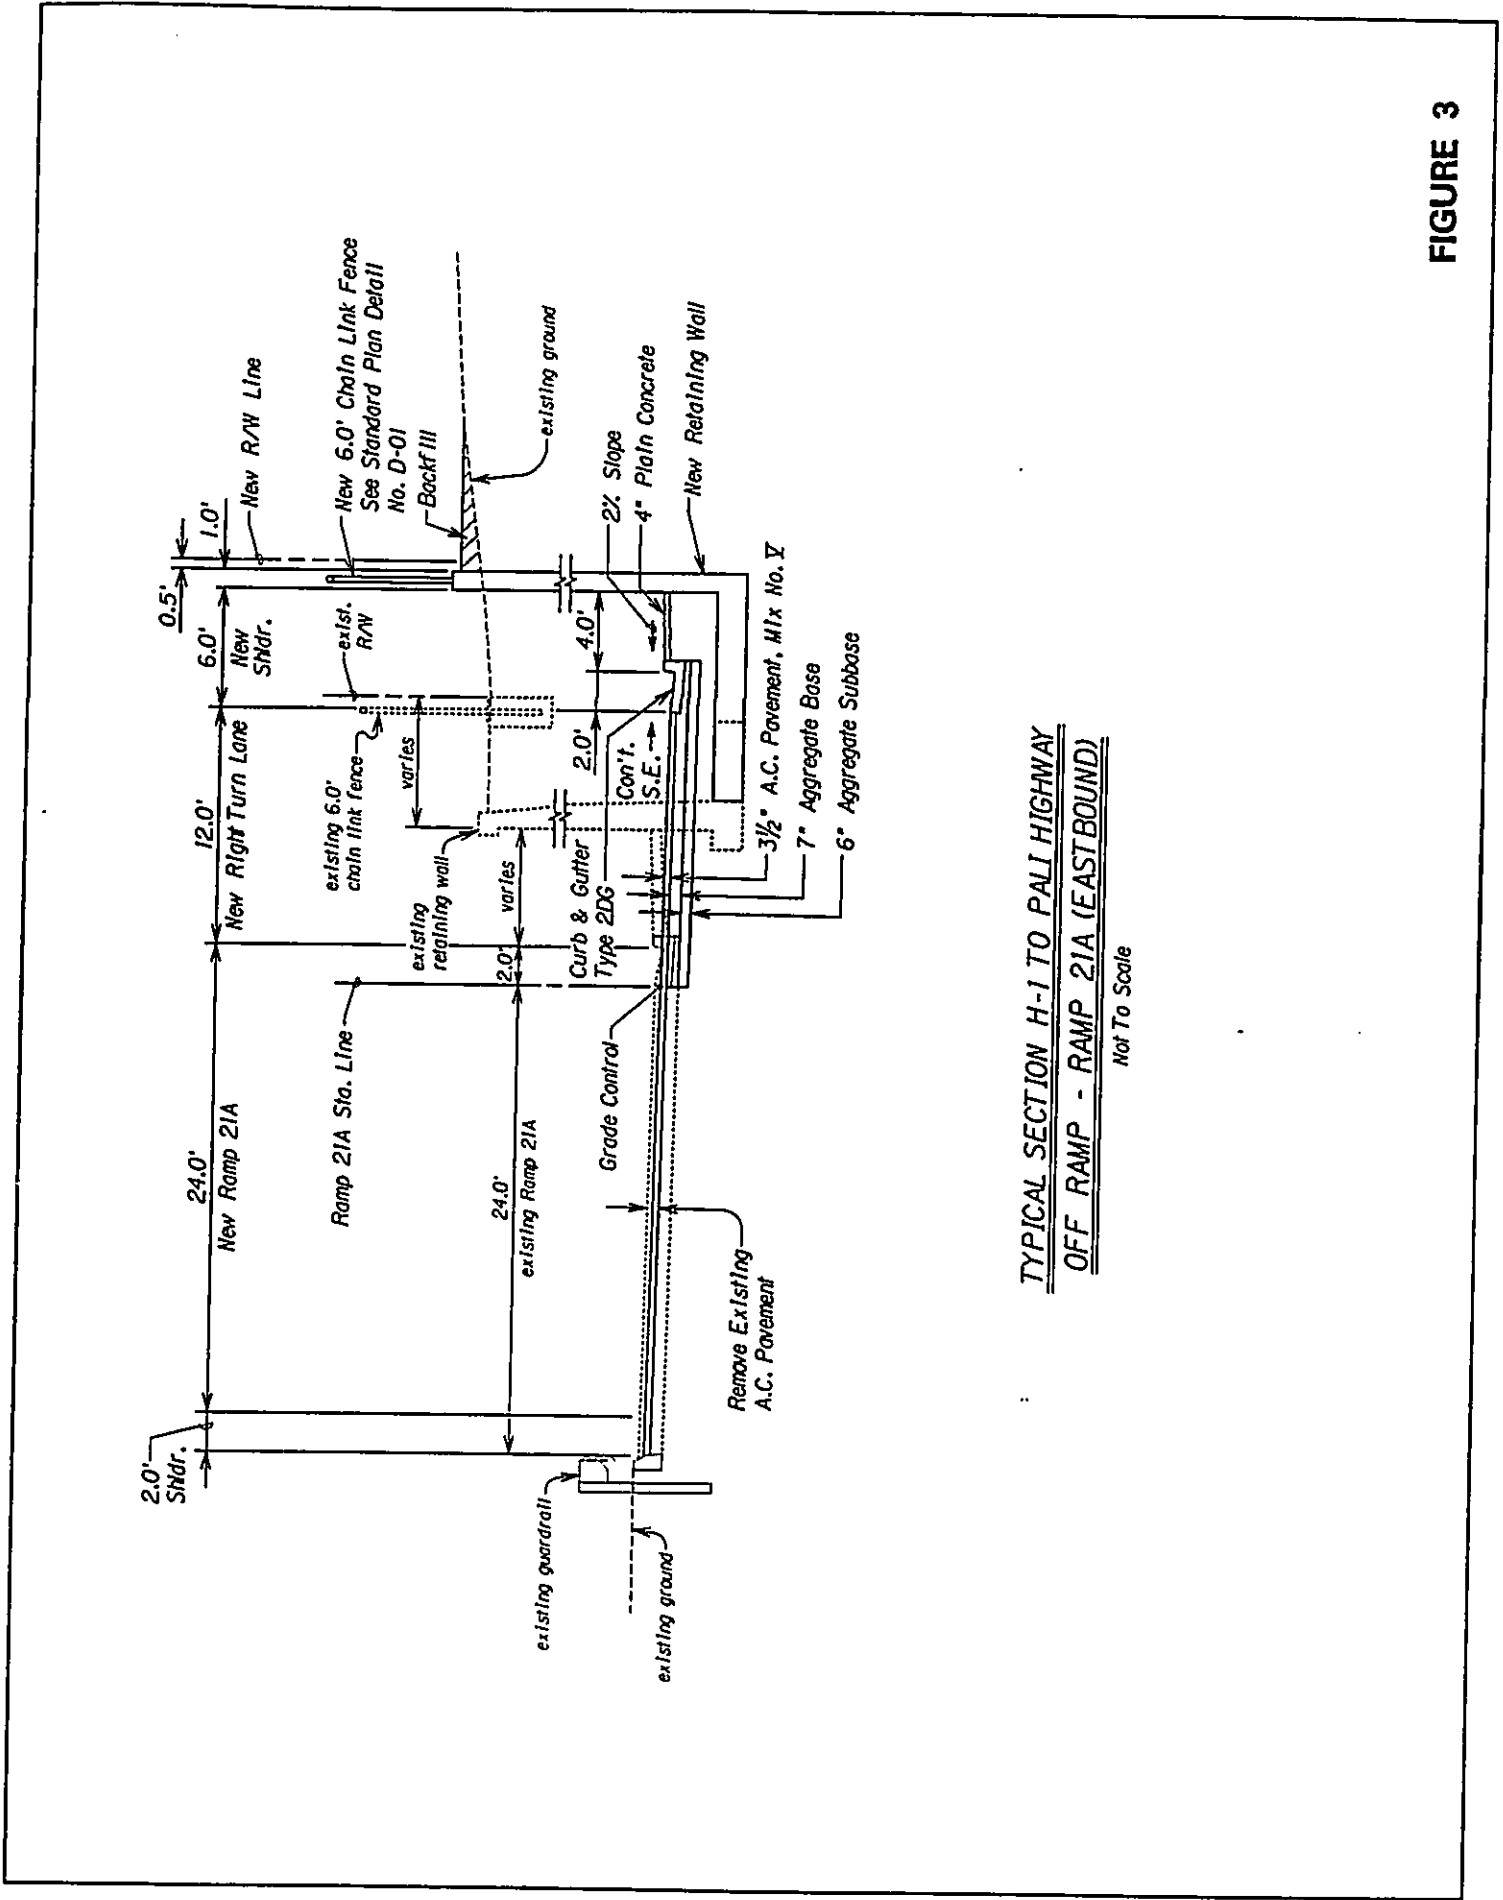 2.0'
Shldr.
24.0'
New Ramp 21A
12.0'
New Right Turn Lane
6.0'
New
Shldr.
0.5'
1.0'
New R/W Line
Ramp 21A Sta. Line
existing 6.0'
chain link fence
exist.
R/W
New 6.0' Chain Link Fence
See Standard Plan Detail
No. D-01
Backfill
existing
retaining wall
varies
24.0'
existing Ramp 21A
2.0'
varies
existing ground
existing guardrail
existing ground
Grade Control
Curb & Gutter
Type 2DG
2.0'
4.0'
Con't.
S.E.
2% Slope
4" Plain Concrete
New Retaining Wall
Remove Existing
A.C. Pavement
3½" A.C. Pavement, Mix No. V
7" Aggregate Base
6" Aggregate Subbase
TYPICAL SECTION H-1 TO PALI HIGHWAY
OFF RAMP - RAMP 21A (EASTBOUND)
Not To Scale
FIGURE 3